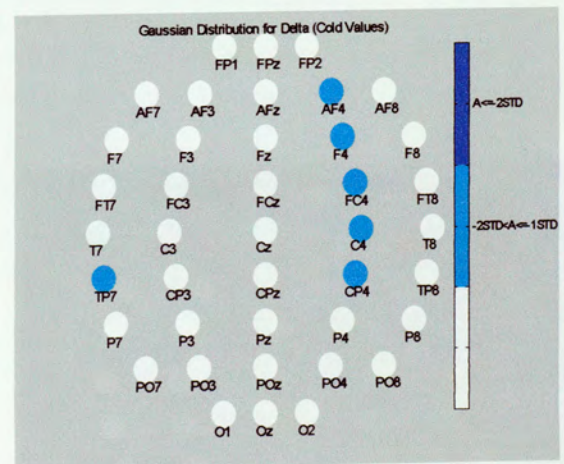 Gaussian Distribution for Delta (Cold Values)
FP1 FPz FP2
AF7 AF3 AFz AF4 AF8
A<=-2STD
F7 F3 Fz F4 F8
FT7 FC3 FCz FC4 FT8
T7 C3 Cz C4 T8
-2STD<A<=-1STD
TP7 CP3 CPz CP4 TP8
P7 P3 Pz P4 P8
PO7 PO3 POz PO4 PO8
O1 Oz O2